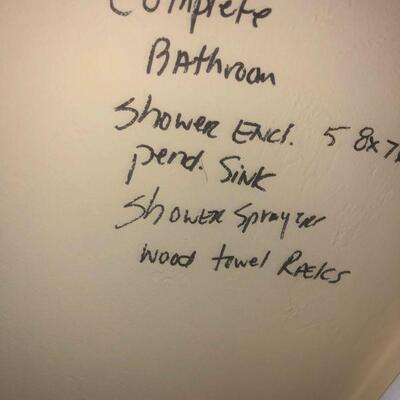 Complete
Bathroom
Shower Encl. 5 8x7
pend. Sink
Shower Sprayer
wood towel Racks